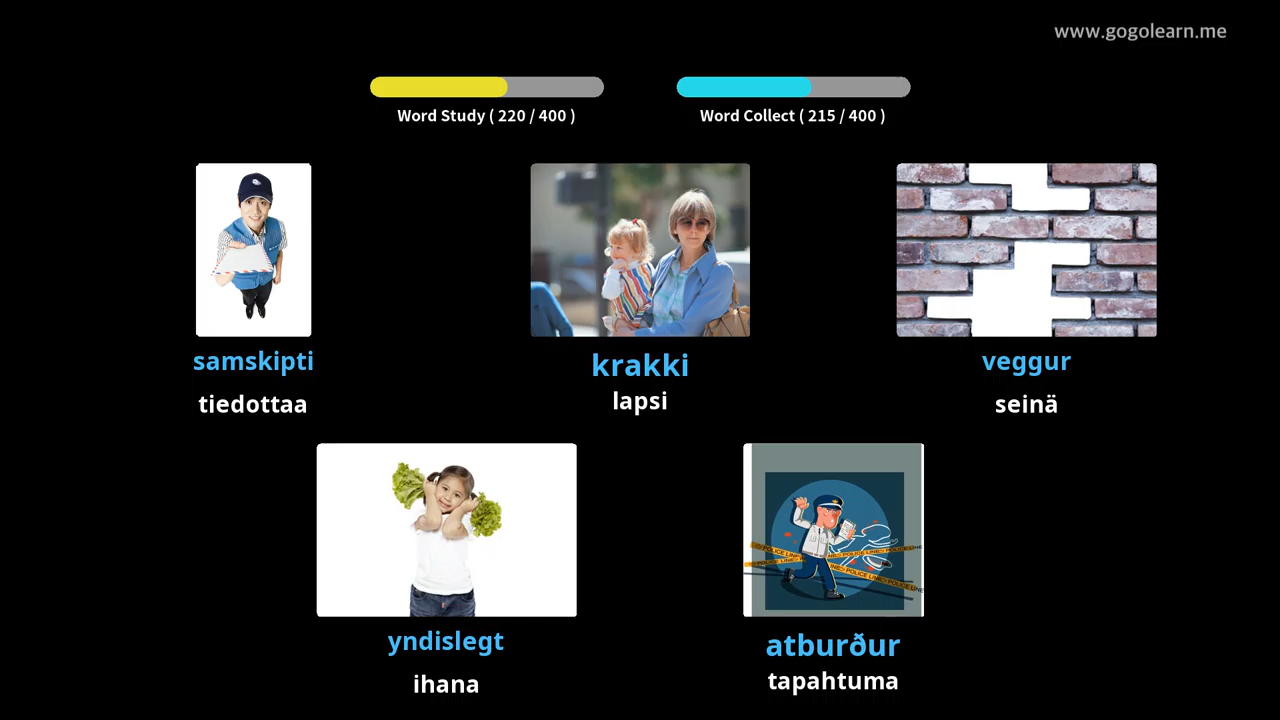 www.gogolearn.me
Word Study ( 220 / 400 )
Word Collect ( 215 / 400 )
samskipti
tiedottaa
krakki
lapsi
veggur
seinä
yndislegt
ihana
atburður
tapahtuma